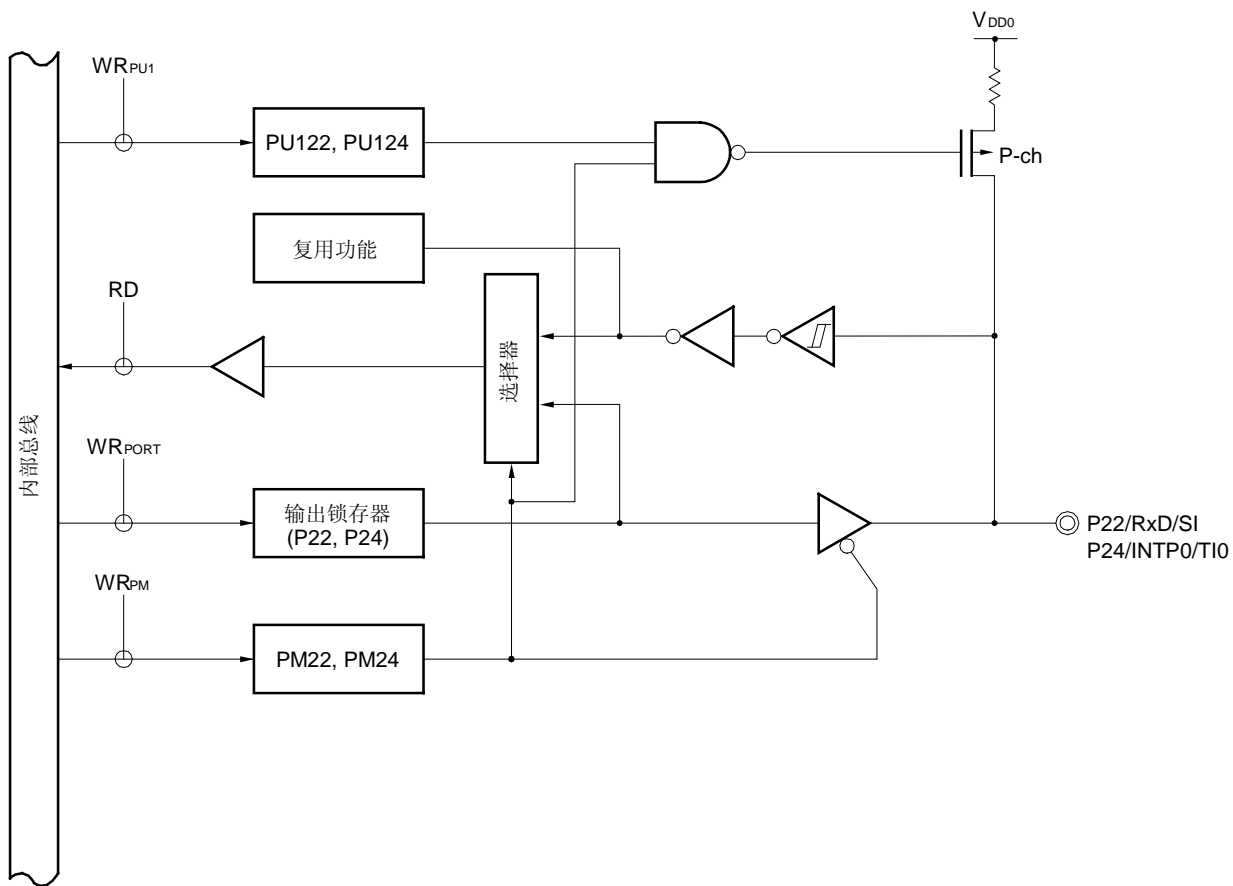 VDD0
WRPU1
PU122, PU124
P-ch
复用功能
RD
选择器
内部总线
WRPORT
输出锁存器
(P22, P24)
P22/RxD/SI
P24/INTP0/TI0
WRPM
PM22, PM24